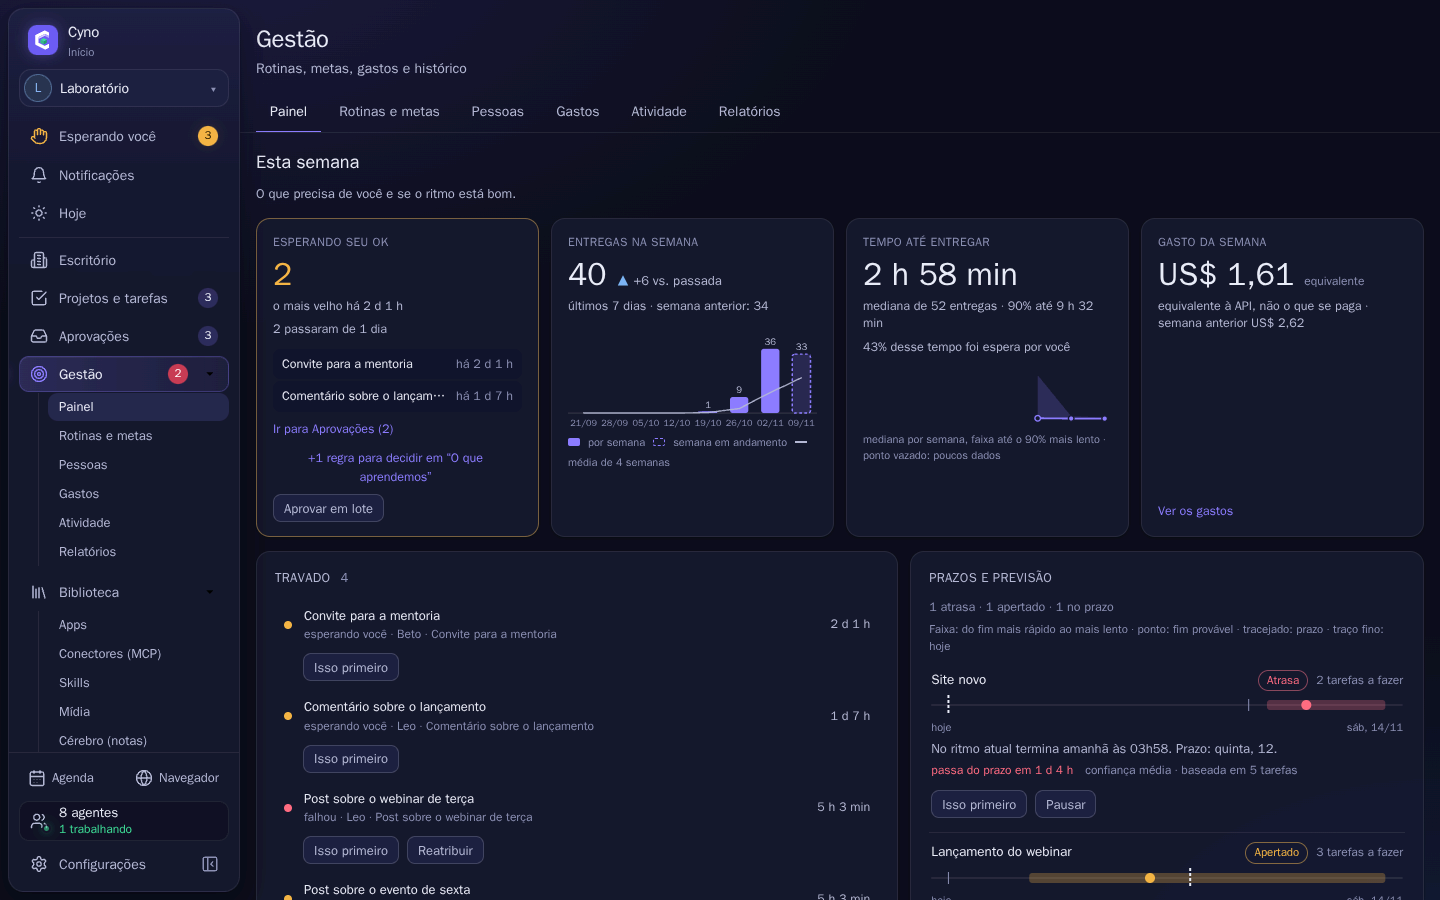 Cyno
Início
L Laboratório
Esperando você 3
Notificações
Hoje
Escritório
Projetos e tarefas 3
Aprovações 3
Gestão 2
Painel
Rotinas e metas
Pessoas
Gastos
Atividade
Relatórios
Biblioteca
Apps
Conectores (MCP)
Skills
Mídia
Cérebro (notas)
Agenda Navegador
8 agentes
1 trabalhando
Configurações
Gestão
Rotinas, metas, gastos e histórico
Painel Rotinas e metas Pessoas Gastos Atividade Relatórios
Esta semana
O que precisa de você e se o ritmo está bom.
ESPERANDO SEU OK
2
o mais velho há 2 d 1 h
2 passaram de 1 dia
Convite para a mentoria há 2 d 1 h
Comentário sobre o lançam··· há 1 d 7 h
Ir para Aprovações (2)
+1 regra para decidir em “O que
aprendemos”
Aprovar em lote
ENTREGAS NA SEMANA
40 ▲ +6 vs. passada
últimos 7 dias · semana anterior: 34
1 9 36 33
21/09 28/09 05/10 12/10 19/10 26/10 02/11 09/11
por semana semana em andamento
média de 4 semanas
TEMPO ATÉ ENTREGAR
2 h 58 min
mediana de 52 entregas · 90% até 9 h 32
min
43% desse tempo foi espera por você
mediana por semana, faixa até o 90% mais lento ·
ponto vazado: poucos dados
GASTO DA SEMANA
US$ 1,61 equivalente
equivalente à API, não o que se paga ·
semana anterior US$ 2,62
Ver os gastos
TRAVADO 4
Convite para a mentoria
esperando você · Beto · Convite para a mentoria
2 d 1 h
Isso primeiro
Comentário sobre o lançamento
esperando você · Leo · Comentário sobre o lançamento
1 d 7 h
Isso primeiro
Post sobre o webinar de terça
falhou · Leo · Post sobre o webinar de terça
5 h 3 min
Isso primeiro Reatribuir
Post sobre o evento de sexta
5 h 3 min
PRAZOS E PREVISÃO
1 atrasa · 1 apertado · 1 no prazo
Faixa: do fim mais rápido ao mais lento · ponto: fim provável · tracejado: prazo · traço fino:
hoje
Site novo Atrasa 2 tarefas a fazer
hoje sáb, 14/11
No ritmo atual termina amanhã às 03h58. Prazo: quinta, 12.
passa do prazo em 1 d 4 h confiança média · baseada em 5 tarefas
Isso primeiro Pausar
Lançamento do webinar Apertado 3 tarefas a fazer
hoje sáb, 14/11